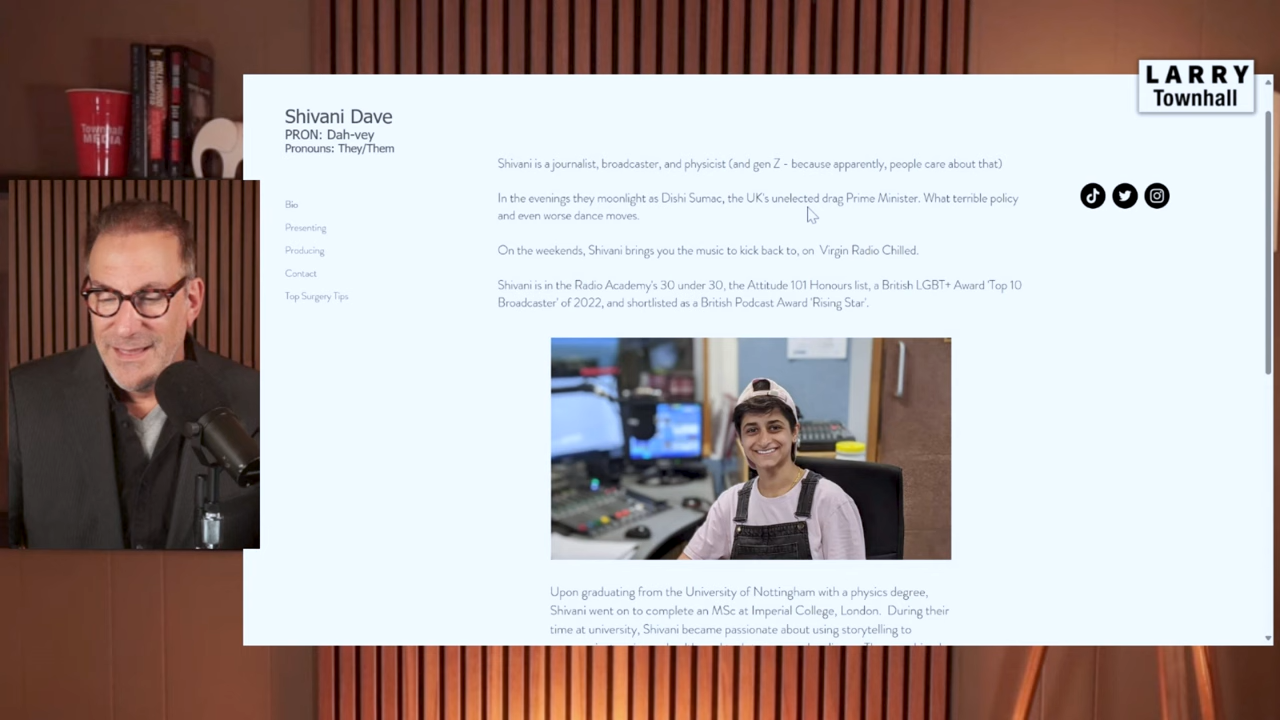 LARRY
Townhall
Townhall
MEDIA
Shivani Dave
PRON: Dah-vey
Pronouns: They/Them
Bio
Presenting
Producing
Contact
Top Surgery Tips
Shivani is a journalist, broadcaster, and physicist (and gen Z - because apparently, people care about that)
In the evenings they moonlight as Dishi Sumac, the UK's unelected drag Prime Minister. What terrible policy
and even worse dance moves.
On the weekends, Shivani brings you the music to kick back to, on Virgin Radio Chilled.
Shivani is in the Radio Academy's 30 under 30, the Attitude 101 Honours list, a British LGBT+ Award 'Top 10
Broadcaster' of 2022, and shortlisted as a British Podcast Award 'Rising Star'.
Upon graduating from the University of Nottingham with a physics degree,
Shivani went on to complete an MSc at Imperial College, London. During their
time at university, Shivani became passionate about using storytelling to